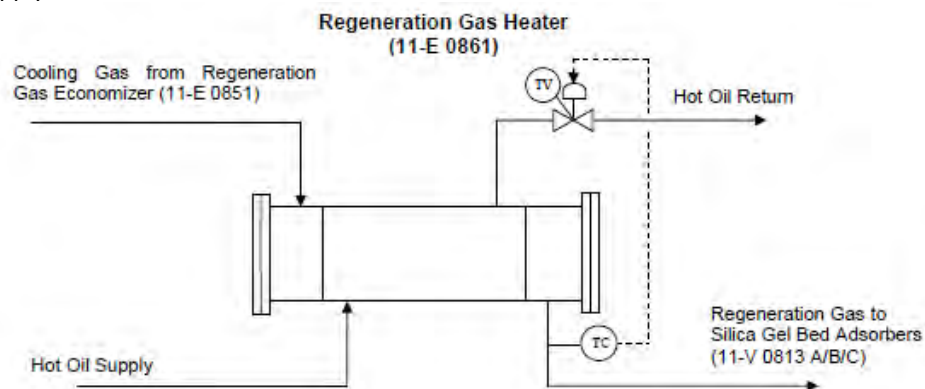 Regeneration Gas Heater
(11-E 0861)
Cooling Gas from Regeneration
Gas Economizer (11-E 0851)
TV
Hot Oil Return
Regeneration Gas to
Silica Gel Bed Adsorbers
(11-V 0813 A/B/C)
TC
Hot Oil Supply